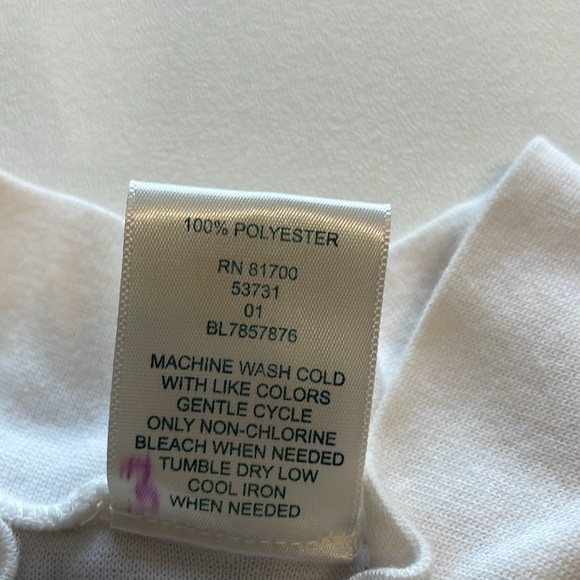 100% POLYESTER
RN 81700
53731
01
BL7857876
MACHINE WASH COLD
WITH LIKE COLORS
GENTLE CYCLE
ONLY NON-CHLORINE
BLEACH WHEN NEEDED
TUMBLE DRY LOW
COOL IRON
WHEN NEEDED
3